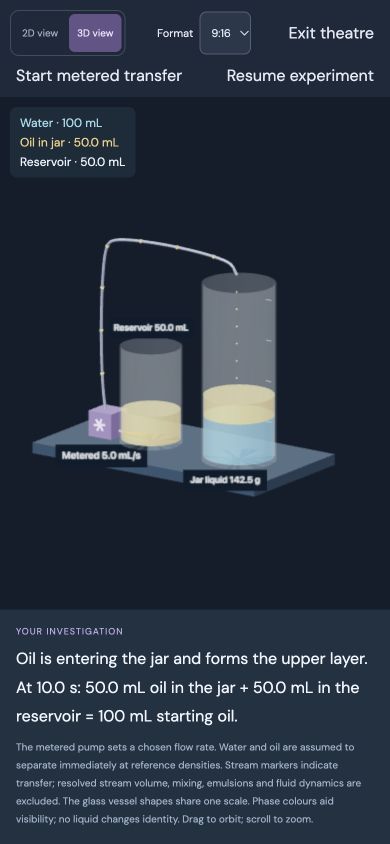 2D view
3D view
Format
9:16
Exit theatre
Start metered transfer
Resume experiment
Water · 100 mL
Oil in jar · 50.0 mL
Reservoir · 50.0 mL
Reservoir 50.0 mL
Metered 5.0 mL/s
Jar liquid 142.5 g
YOUR INVESTIGATION
Oil is entering the jar and forms the upper layer.
At 10.0 s: 50.0 mL oil in the jar + 50.0 mL in the
reservoir = 100 mL starting oil.
The metered pump sets a chosen flow rate. Water and oil are assumed to
separate immediately at reference densities. Stream markers indicate
transfer; resolved stream volume, mixing, emulsions and fluid dynamics are
excluded. The glass vessel shapes share one scale. Phase colours aid
visibility; no liquid changes identity. Drag to orbit; scroll to zoom.